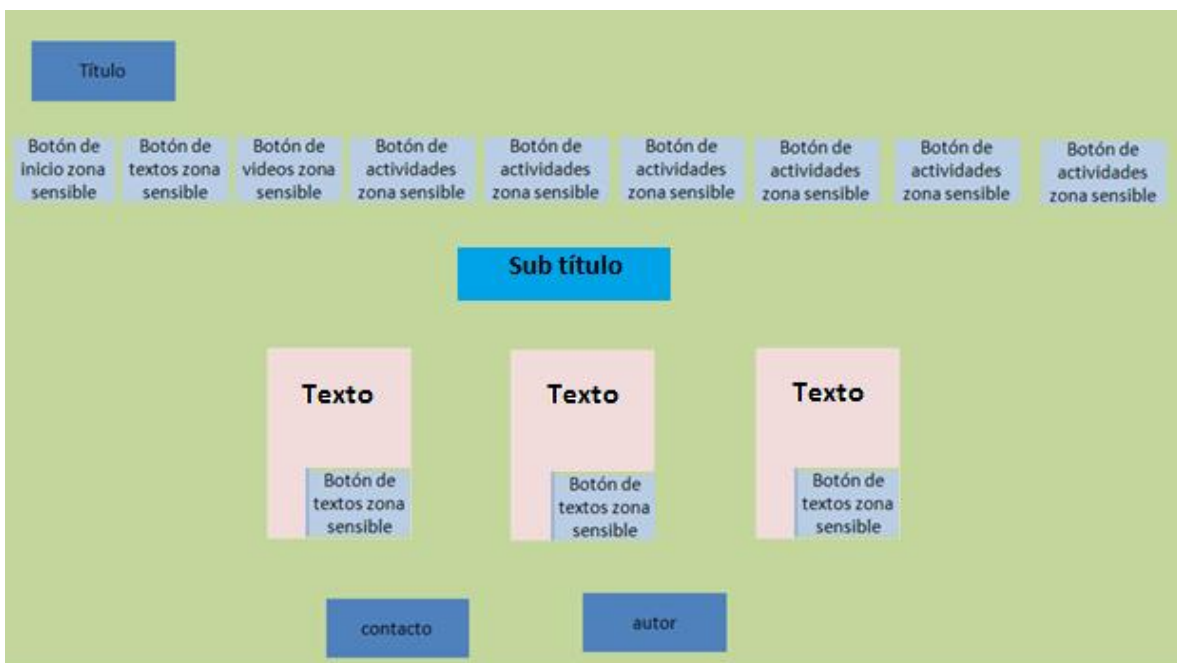 Título
Botón de
inicio zona
sensible
Botón de
textos zona
sensible
Botón de
vídeos zona
sensible
Botón de
actividades
zona sensible
Botón de
actividades
zona sensible
Botón de
actividades
zona sensible
Botón de
actividades
zona sensible
Botón de
actividades
zona sensible
Botón de
actividades
zona sensible
Sub título
Texto
Botón de
textos zona
sensible
Texto
Botón de
textos zona
sensible
Texto
Botón de
textos zona
sensible
contacto
autor